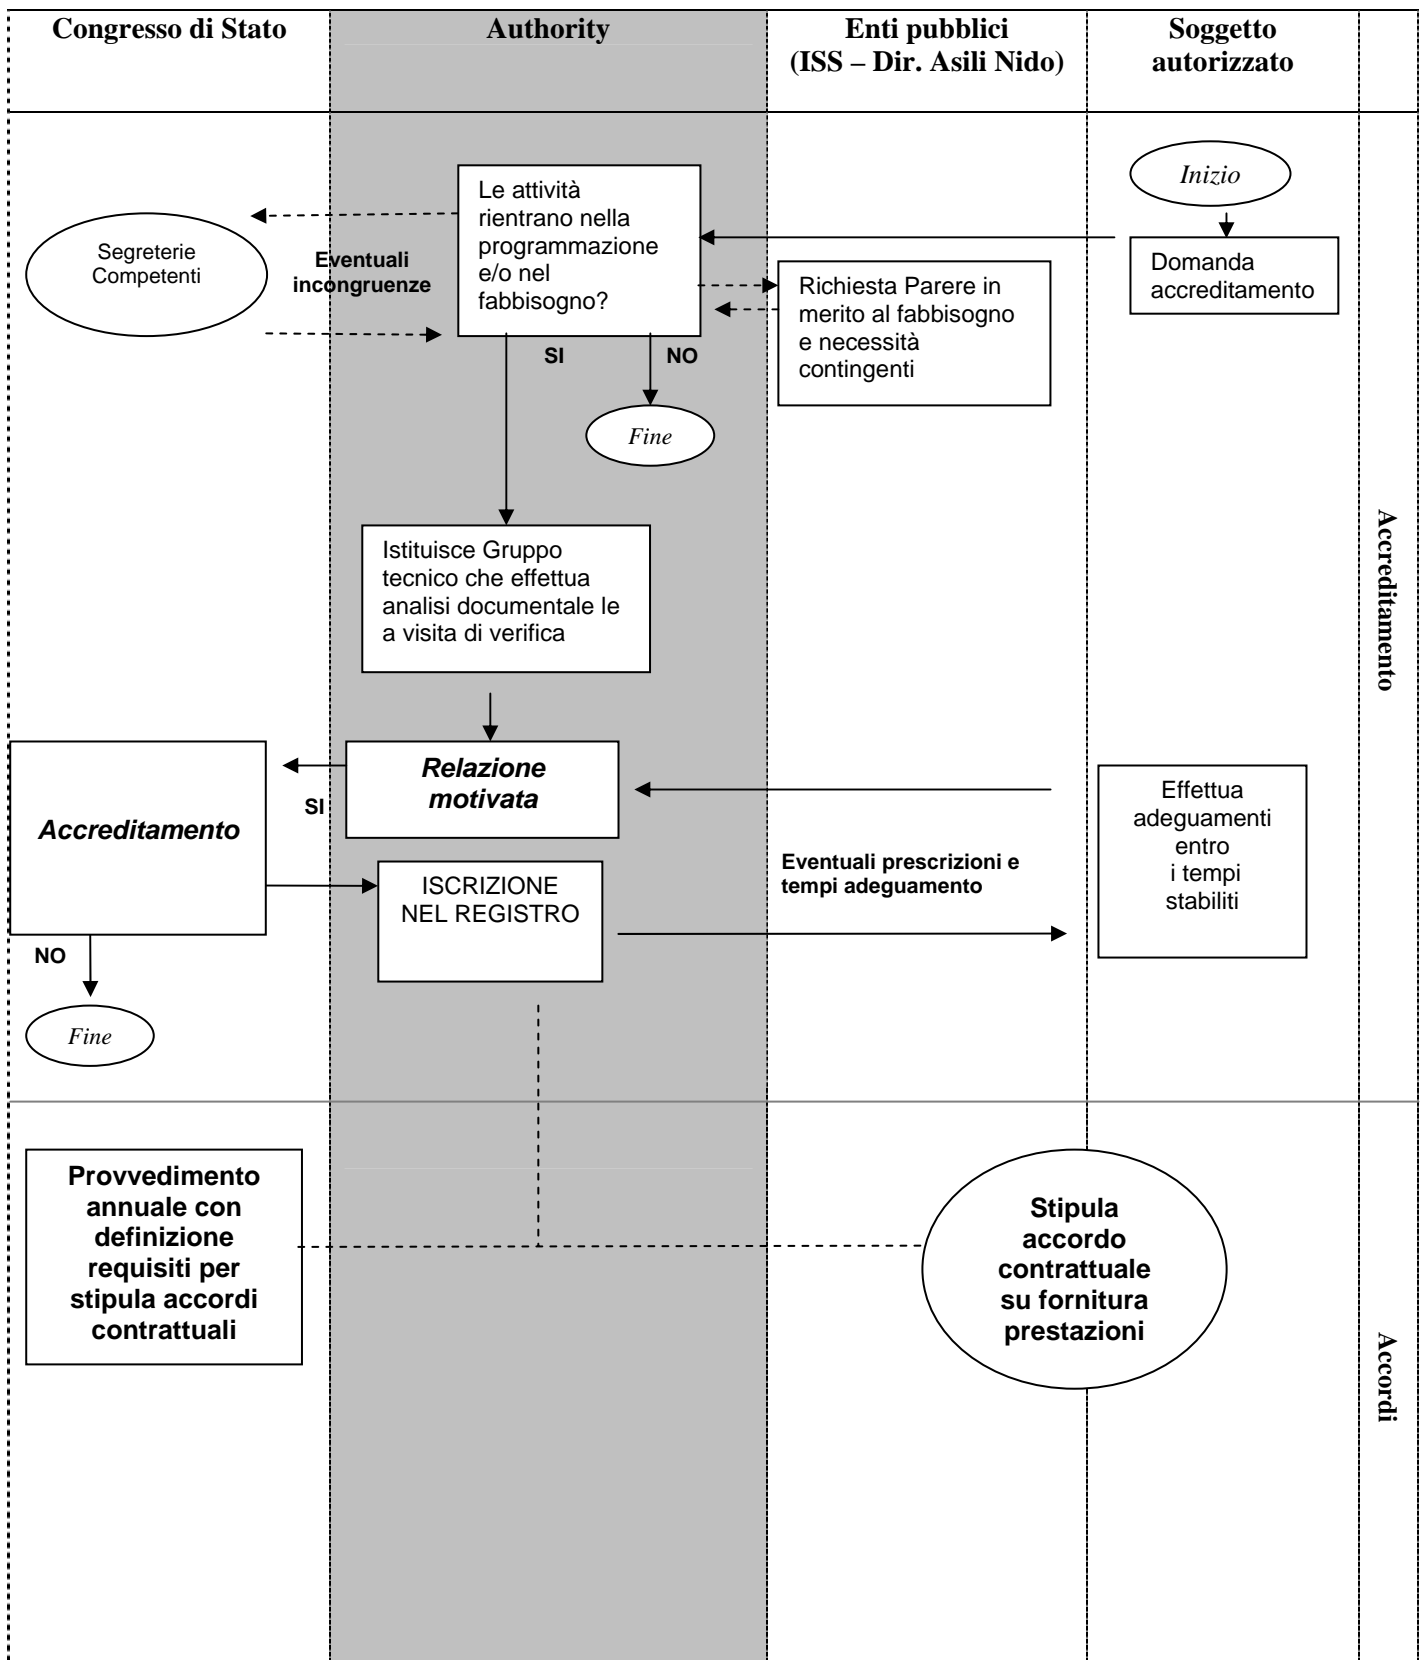 Congresso di Stato
Authority
Enti pubblici
(ISS – Dir. Asili Nido)
Soggetto
autorizzato
Inizio
Le attività
rientrano nella
programmazione
e/o nel
fabbisogno?
Segreterie
Competenti
Eventuali
incongruenze
Domanda
accreditamento
Richiesta Parere in
merito al fabbisogno
e necessità
contingenti
SI
NO
Fine
Istituisce Gruppo
tecnico che effettua
analisi documentale le
a visita di verifica
Accreditamento
Relazione
motivata
SI
Accreditamento
Effettua
adeguamenti
entro
i tempi
stabiliti
Eventuali prescrizioni e
tempi adeguamento
ISCRIZIONE
NEL REGISTRO
NO
Fine
Provvedimento
annuale con
definizione
requisiti per
stipula accordi
contrattuali
Stipula
accordo
contrattuale
su fornitura
prestazioni
Accordi